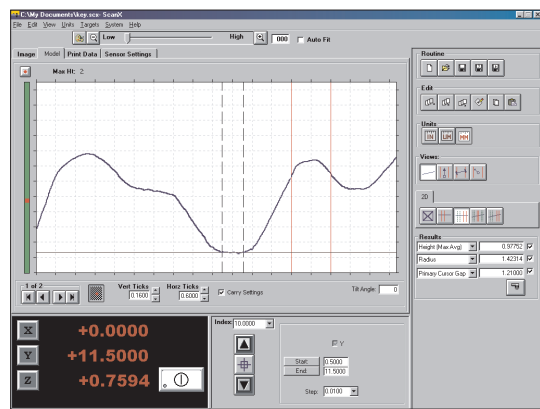 C:\My Documents\key.scx- ScanX
File Edit View Units Targets System Help
Low High 000 Auto Fit
Image Model Print Data Sensor Settings
Max Ht: 2
1 of 2
Vert Ticks
0.1600
Horz Ticks
0.6000
Carry Settings
Tilt Angle: 0
X +0.0000
Y +11.5000
Z +0.7594
Index: 10.0000
Y
Start: 0.5000
End: 11.5000
Step: 0.0100
Routine
Edit
Units
IN UM MM
Views:
2D
Results
Height (Max Avg) 0.97752
Radius 1.42314
Primary Cursor Gap 1.21000